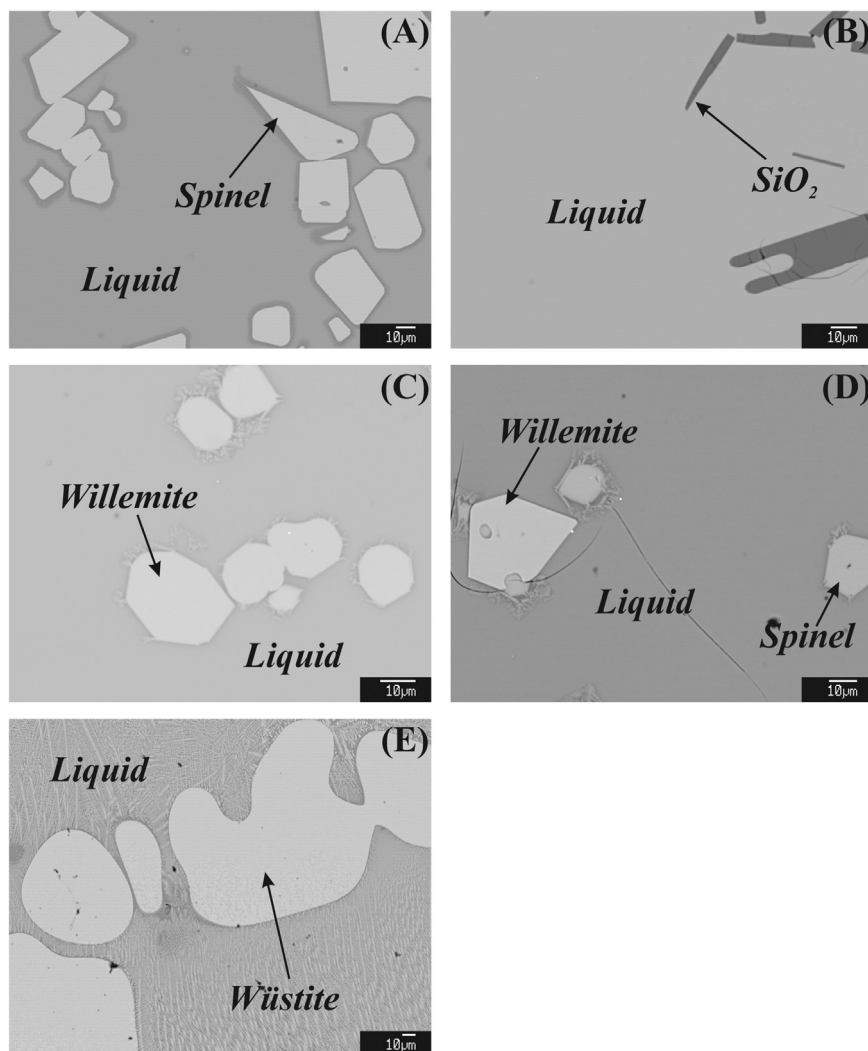 (A)
Spinel
Liquid
10μm
(B)
SiO₂
Liquid
10μm
(C)
Willemite
Liquid
10μm
(D)
Willemite
Liquid
Spinel
10μm
(E)
Liquid
Wüstite
10μm